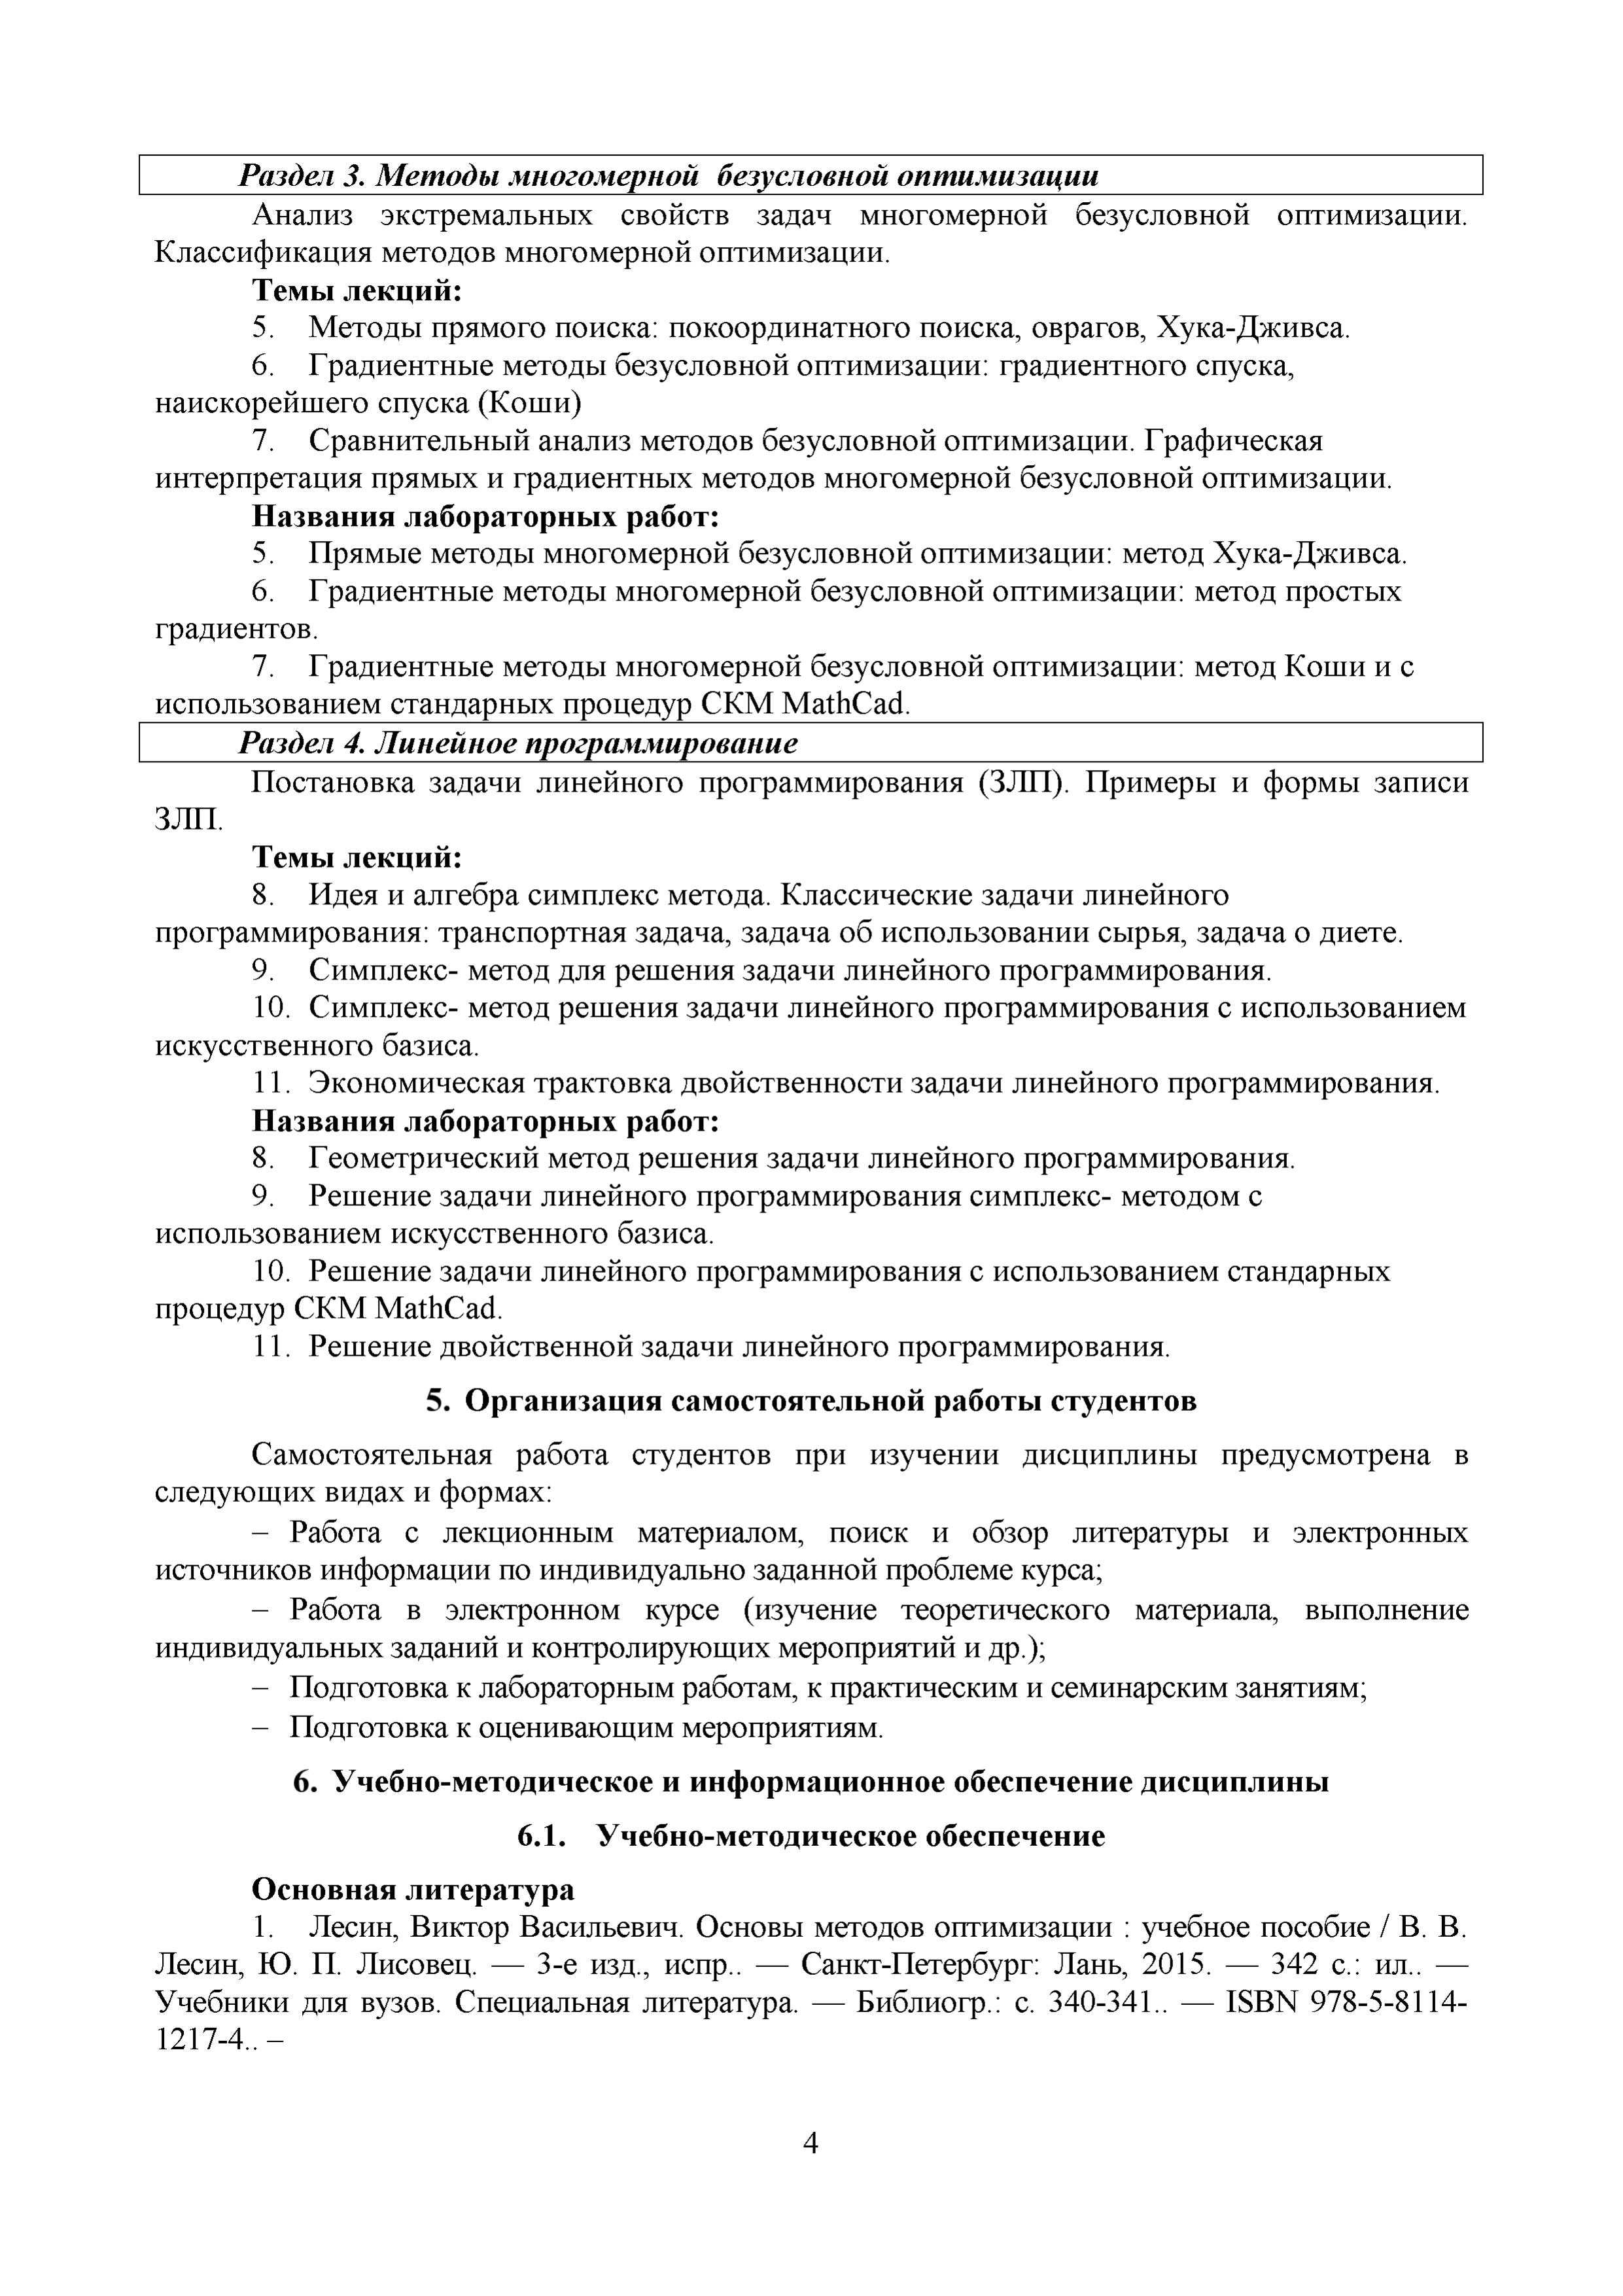 Раздел 3. Методы многомерной  безусловной оптимизации
Анализ экстремальных свойств задач многомерной безусловной оптимизации.
Классификация методов многомерной оптимизации.
Темы лекций:
5. Методы прямого поиска: покоординатного поиска, оврагов, Хука-Дживса.
6. Градиентные методы безусловной оптимизации: градиентного спуска,
наискорейшего спуска (Коши)
7. Сравнительный анализ методов безусловной оптимизации. Графическая
интерпретация прямых и градиентных методов многомерной безусловной оптимизации.
Названия лабораторных работ:
5. Прямые методы многомерной безусловной оптимизации: метод Хука-Дживса.
6. Градиентные методы многомерной безусловной оптимизации: метод простых
градиентов.
7. Градиентные методы многомерной безусловной оптимизации: метод Коши и с
использованием стандарных процедур СКМ MathCad.
Раздел 4. Линейное программирование
Постановка задачи линейного программирования (ЗЛП). Примеры и формы записи
ЗЛП.
Темы лекций:
8. Идея и алгебра симплекс метода. Классические задачи линейного
программирования: транспортная задача, задача об использовании сырья, задача о диете.
9. Симплекс- метод для решения задачи линейного программирования.
10. Симплекс- метод решения задачи линейного программирования с использованием
искусственного базиса.
11. Экономическая трактовка двойственности задачи линейного программирования.
Названия лабораторных работ:
8. Геометрический метод решения задачи линейного программирования.
9. Решение задачи линейного программирования симплекс- методом с
использованием искусственного базиса.
10. Решение задачи линейного программирования с использованием стандарных
процедур СКМ MathCad.
11. Решение двойственной задачи линейного программирования.
5. Организация самостоятельной работы студентов
Самостоятельная работа студентов при изучении дисциплины предусмотрена в
следующих видах и формах:
– Работа с лекционным материалом, поиск и обзор литературы и электронных
источников информации по индивидуально заданной проблеме курса;
– Работа в электронном курсе (изучение теоретического материала, выполнение
индивидуальных заданий и контролирующих мероприятий и др.);
– Подготовка к лабораторным работам, к практическим и семинарским занятиям;
– Подготовка к оценивающим мероприятиям.
6. Учебно-методическое и информационное обеспечение дисциплины
6.1. Учебно-методическое обеспечение
Основная литература
1. Лесин, Виктор Васильевич. Основы методов оптимизации : учебное пособие / В. В.
Лесин, Ю. П. Лисовец. — 3-е изд., испр.. — Санкт-Петербург: Лань, 2015. — 342 с.: ил.. —
Учебники для вузов. Специальная литература. — Библиогр.: с. 340-341.. — ISBN 978-5-8114-
1217-4.. –
4